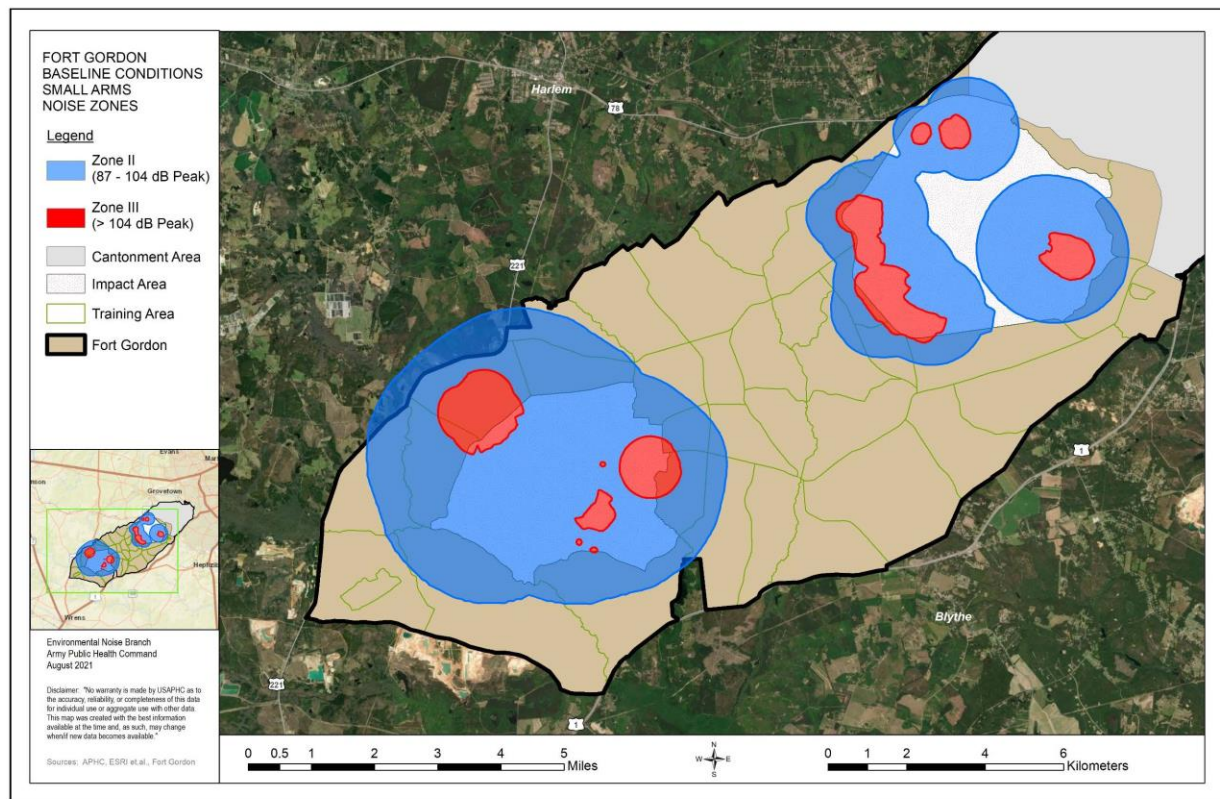 FORT GORDON
BASELINE CONDITIONS
SMALL ARMS
NOISE ZONES
Legend
Zone II
(87 - 104 dB Peak)
Zone III
(> 104 dB Peak)
Cantonment Area
Impact Area
Training Area
Fort Gordon
Evans
Grovetown
Wrens
1
Environmental Noise Branch
Army Public Health Command
August 2021
Disclaimer: "No warranty is made by USAPHC as to
the accuracy, reliability, or completeness of this data
for individual use or aggregate use with other data.
This map was created with the best information
available at the time and, as such, may change
when/if new data becomes available."
Sources: APHC, ESRI et.al., Fort Gordon
Harlem
78
221
1
Blythe
221
1
0 0.5 1 2 3 4 5
Miles
N
W E
S
0 1 2 4 6
Kilometers